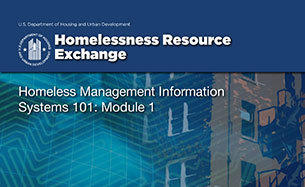 U.S. Department of Housing and Urban Development
Homelessness Resource
Exchange
Homeless Management Information
Systems 101: Module 1